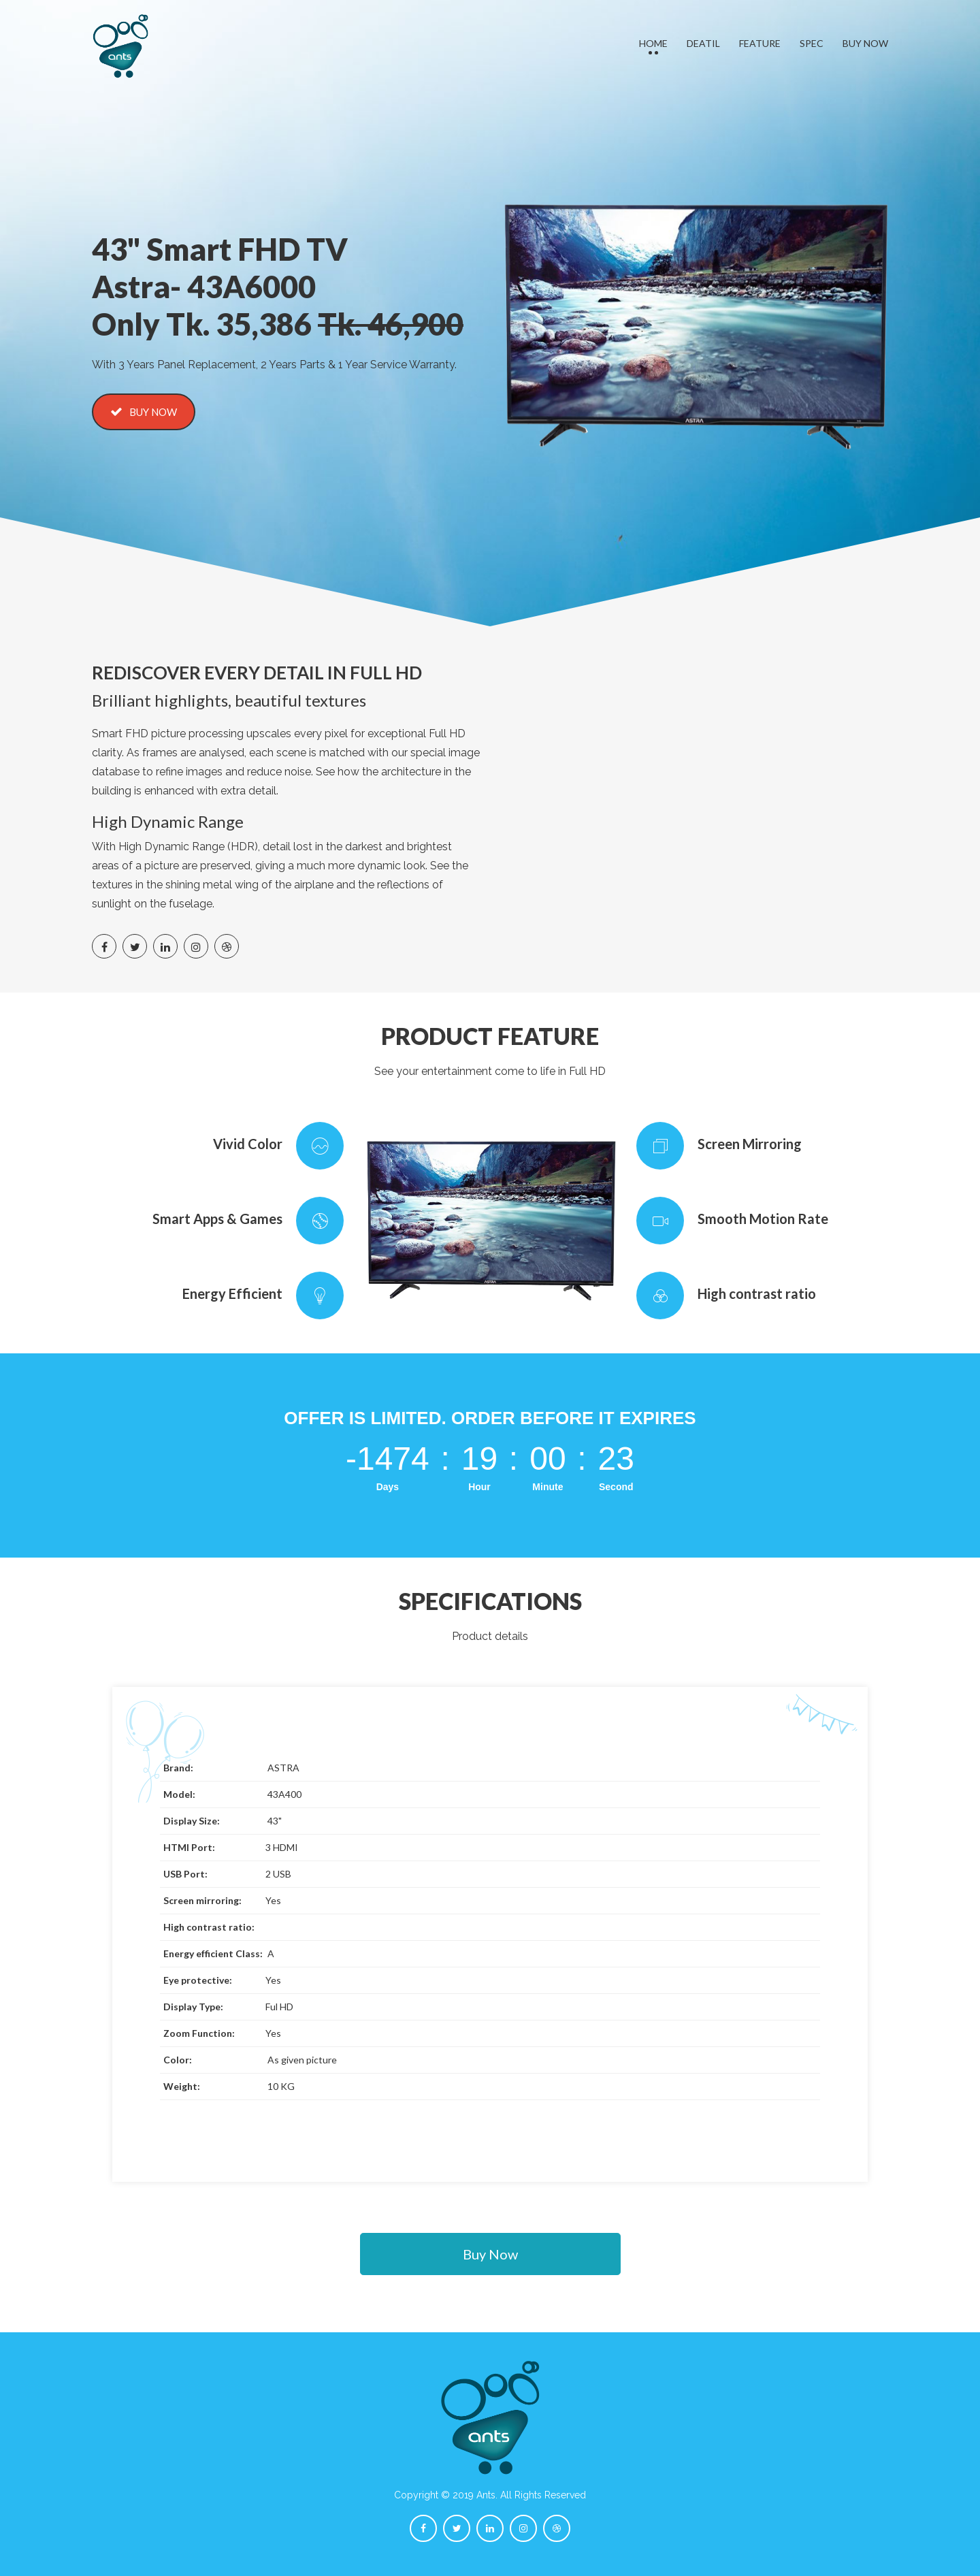 ants
HOME DEATIL FEATURE SPEC BUY NOW
43" Smart FHD TV
Astra- 43A6000
Only Tk. 35,386 Tk. 46,900
With 3 Years Panel Replacement, 2 Years Parts & 1 Year Service Warranty.
BUY NOW
ASTRA
REDISCOVER EVERY DETAIL IN FULL HD
Brilliant highlights, beautiful textures
Smart FHD picture processing upscales every pixel for exceptional Full HD
clarity. As frames are analysed, each scene is matched with our special image
database to refine images and reduce noise. See how the architecture in the
building is enhanced with extra detail.
High Dynamic Range
With High Dynamic Range (HDR), detail lost in the darkest and brightest
areas of a picture are preserved, giving a much more dynamic look. See the
textures in the shining metal wing of the airplane and the reflections of
sunlight on the fuselage.
PRODUCT FEATURE
See your entertainment come to life in Full HD
Vivid Color
Smart Apps & Games
Energy Efficient
ASTRA
Screen Mirroring
Smooth Motion Rate
High contrast ratio
OFFER IS LIMITED. ORDER BEFORE IT EXPIRES
-1474 : 19 : 00 : 23
Days Hour Minute Second
SPECIFICATIONS
Product details
Brand: ASTRA
Model: 43A400
Display Size: 43"
HTMI Port: 3 HDMI
USB Port: 2 USB
Screen mirroring: Yes
High contrast ratio:
Energy efficient Class: A
Eye protective: Yes
Display Type: Ful HD
Zoom Function: Yes
Color: As given picture
Weight: 10 KG
Buy Now
ants
Copyright © 2019 Ants. All Rights Reserved